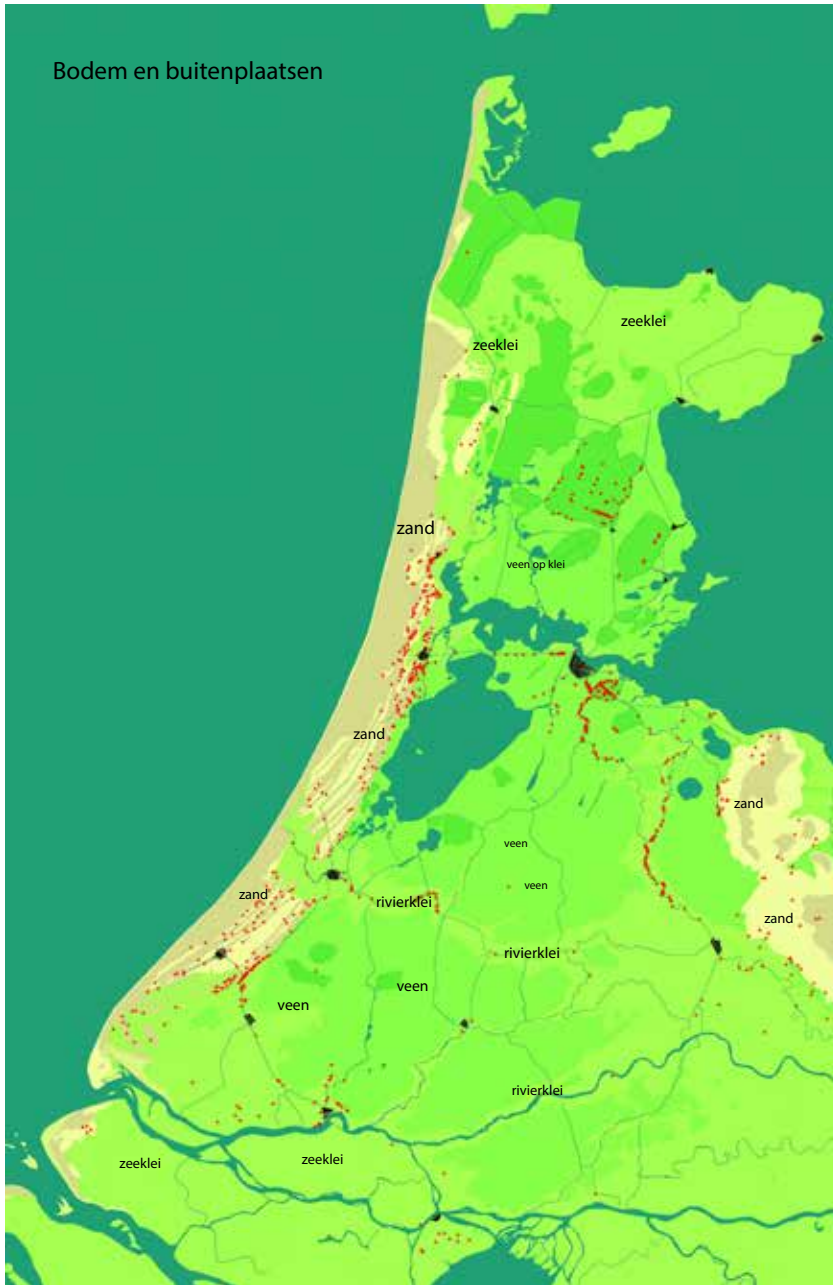 Bodem en buitenplaatsen
zeeklei
zeeklei
zand
veen op klei
zand
zand
veen
veen
zand
rivierklei
zand
rivierklei
veen
veen
rivierklei
zeeklei
zeeklei